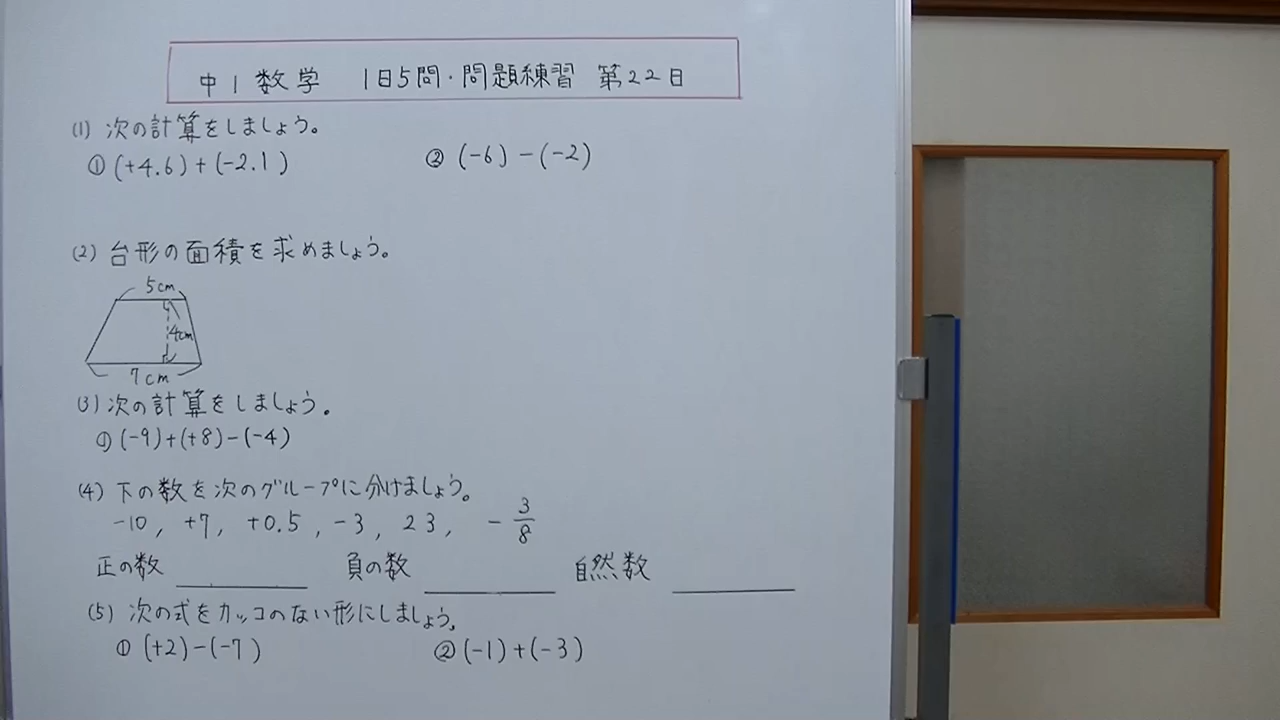 中1数学 1日5問・問題練習 第22日
(1) 次の計算をしましょう。
① (+4.6)+(-2.1) ② (-6)-(-2)
(2) 台形の面積を求めましょう。
5cm
4cm
7cm
(3) 次の計算をしましょう。
① (-9)+(+8)-(-4)
(4) 下の数を次のグループに分けましょう。
-10, +7, +0.5, -3, 23, -3/8
正の数 負の数 自然数
(5) 次の式をカッコのない形にしましょう。
① (+2)-(-7) ② (-1)+(-3)